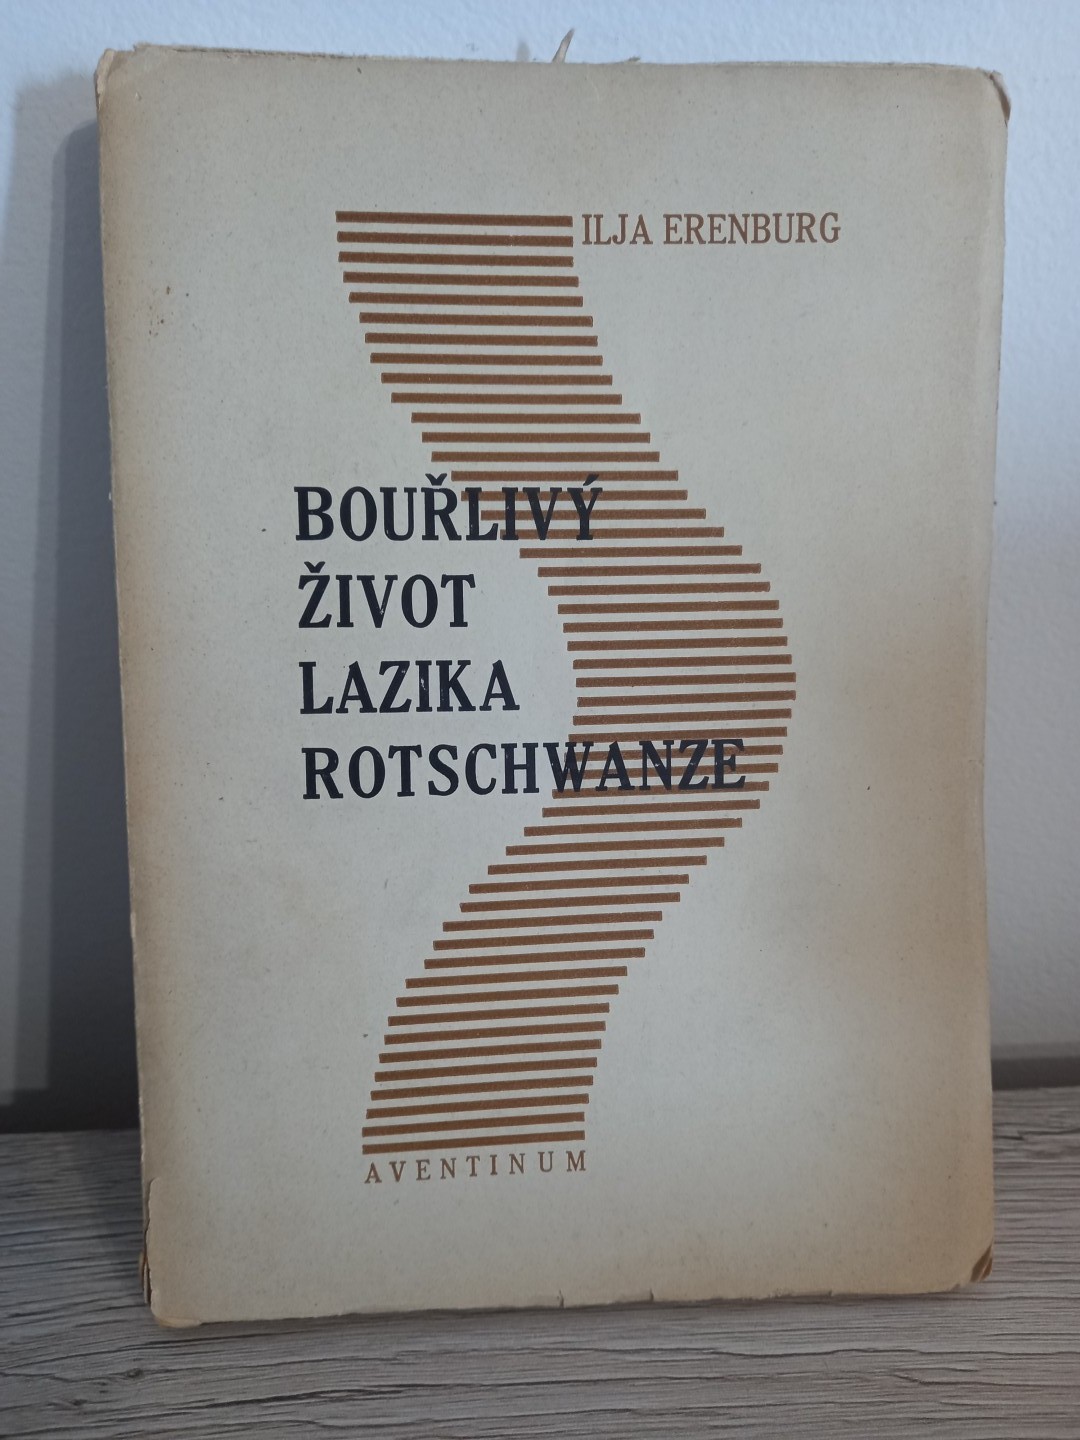 ILJA ERENBURG
BOUŘLIVÝ
ŽIVOT
LAZIKA
ROTSCHWANZE
AVENTINUM